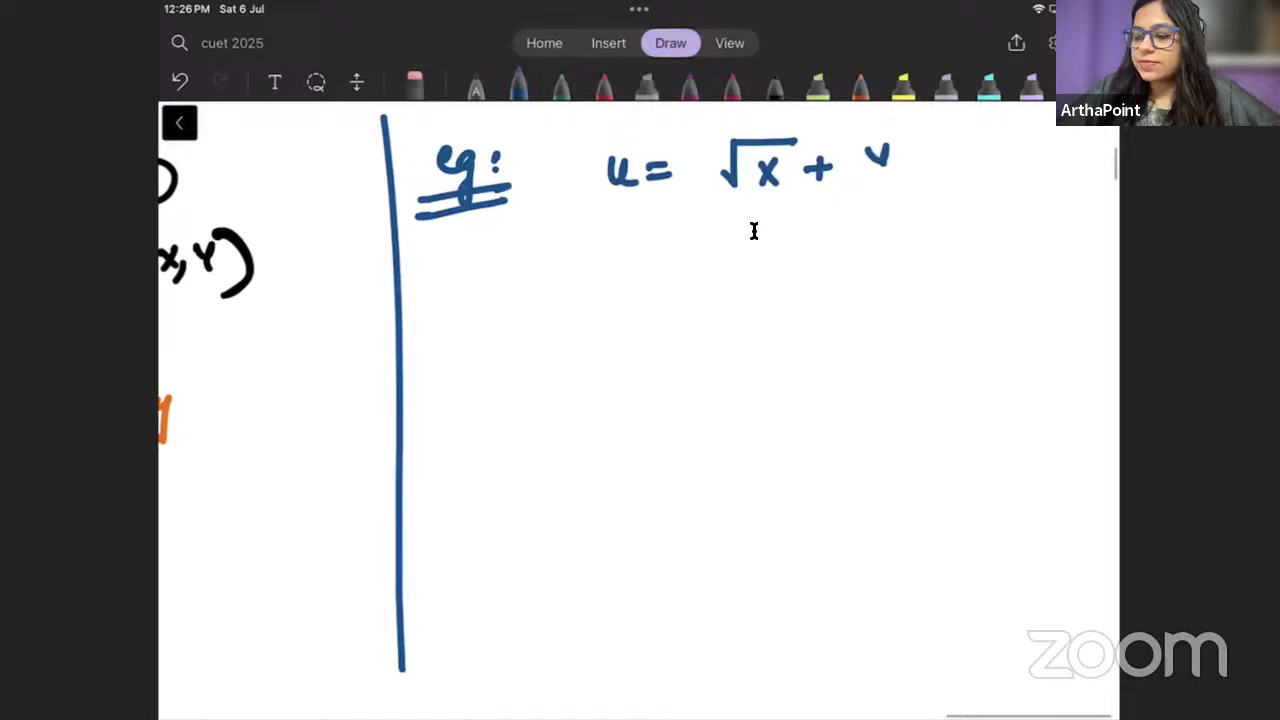 12:26 PM Sat 6 Jul
cuet 2025
Home Insert Draw View
T
A
ArthaPoint
eg: u = √x + v
x, y)
y
zoom